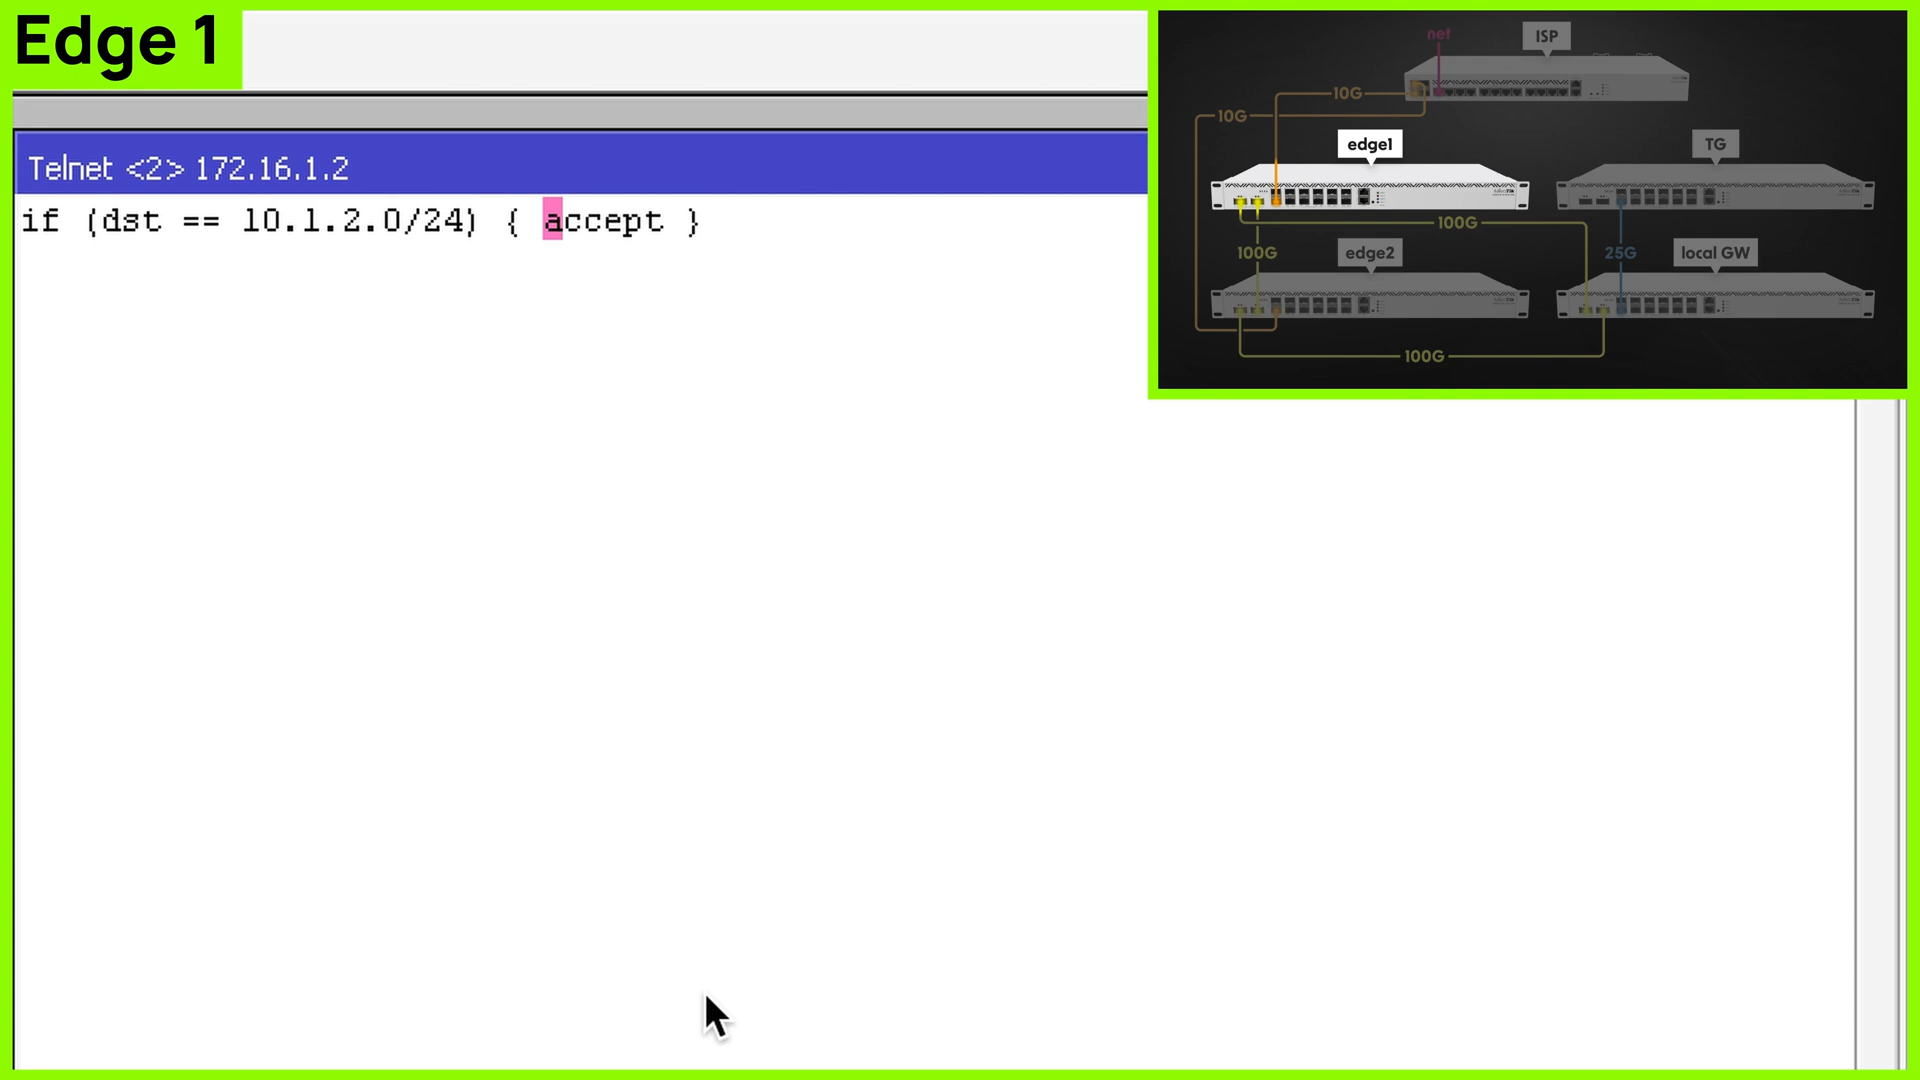 Edge 1
Telnet <2> 172.16.1.2
if (dst == 10.1.2.0/24) { accept }
net
ISP
10G
10G
edge1
TG
100G
100G
edge2
25G
local GW
100G